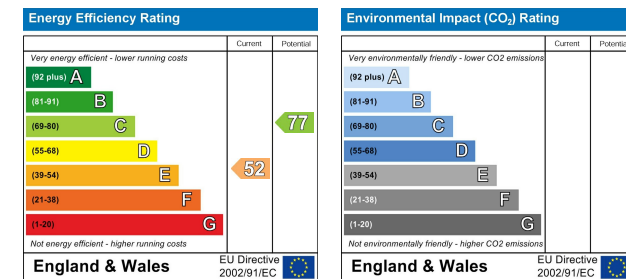 Energy Efficiency Rating
Current Potential
Very energy efficient - lower running costs
(92 plus) A
(81-91) B
(69-80) C
77
(55-68) D
(39-54) E
52
(21-38) F
(1-20) G
Not energy efficient - higher running costs
England & Wales
EU Directive
2002/91/EC
Environmental Impact (CO2) Rating
Current Potential
Very environmentally friendly - lower CO2 emissions
(92 plus) A
(81-91) B
(69-80) C
(55-68) D
(39-54) E
(21-38) F
(1-20) G
Not environmentally friendly - higher CO2 emissions
England & Wales
EU Directive
2002/91/EC